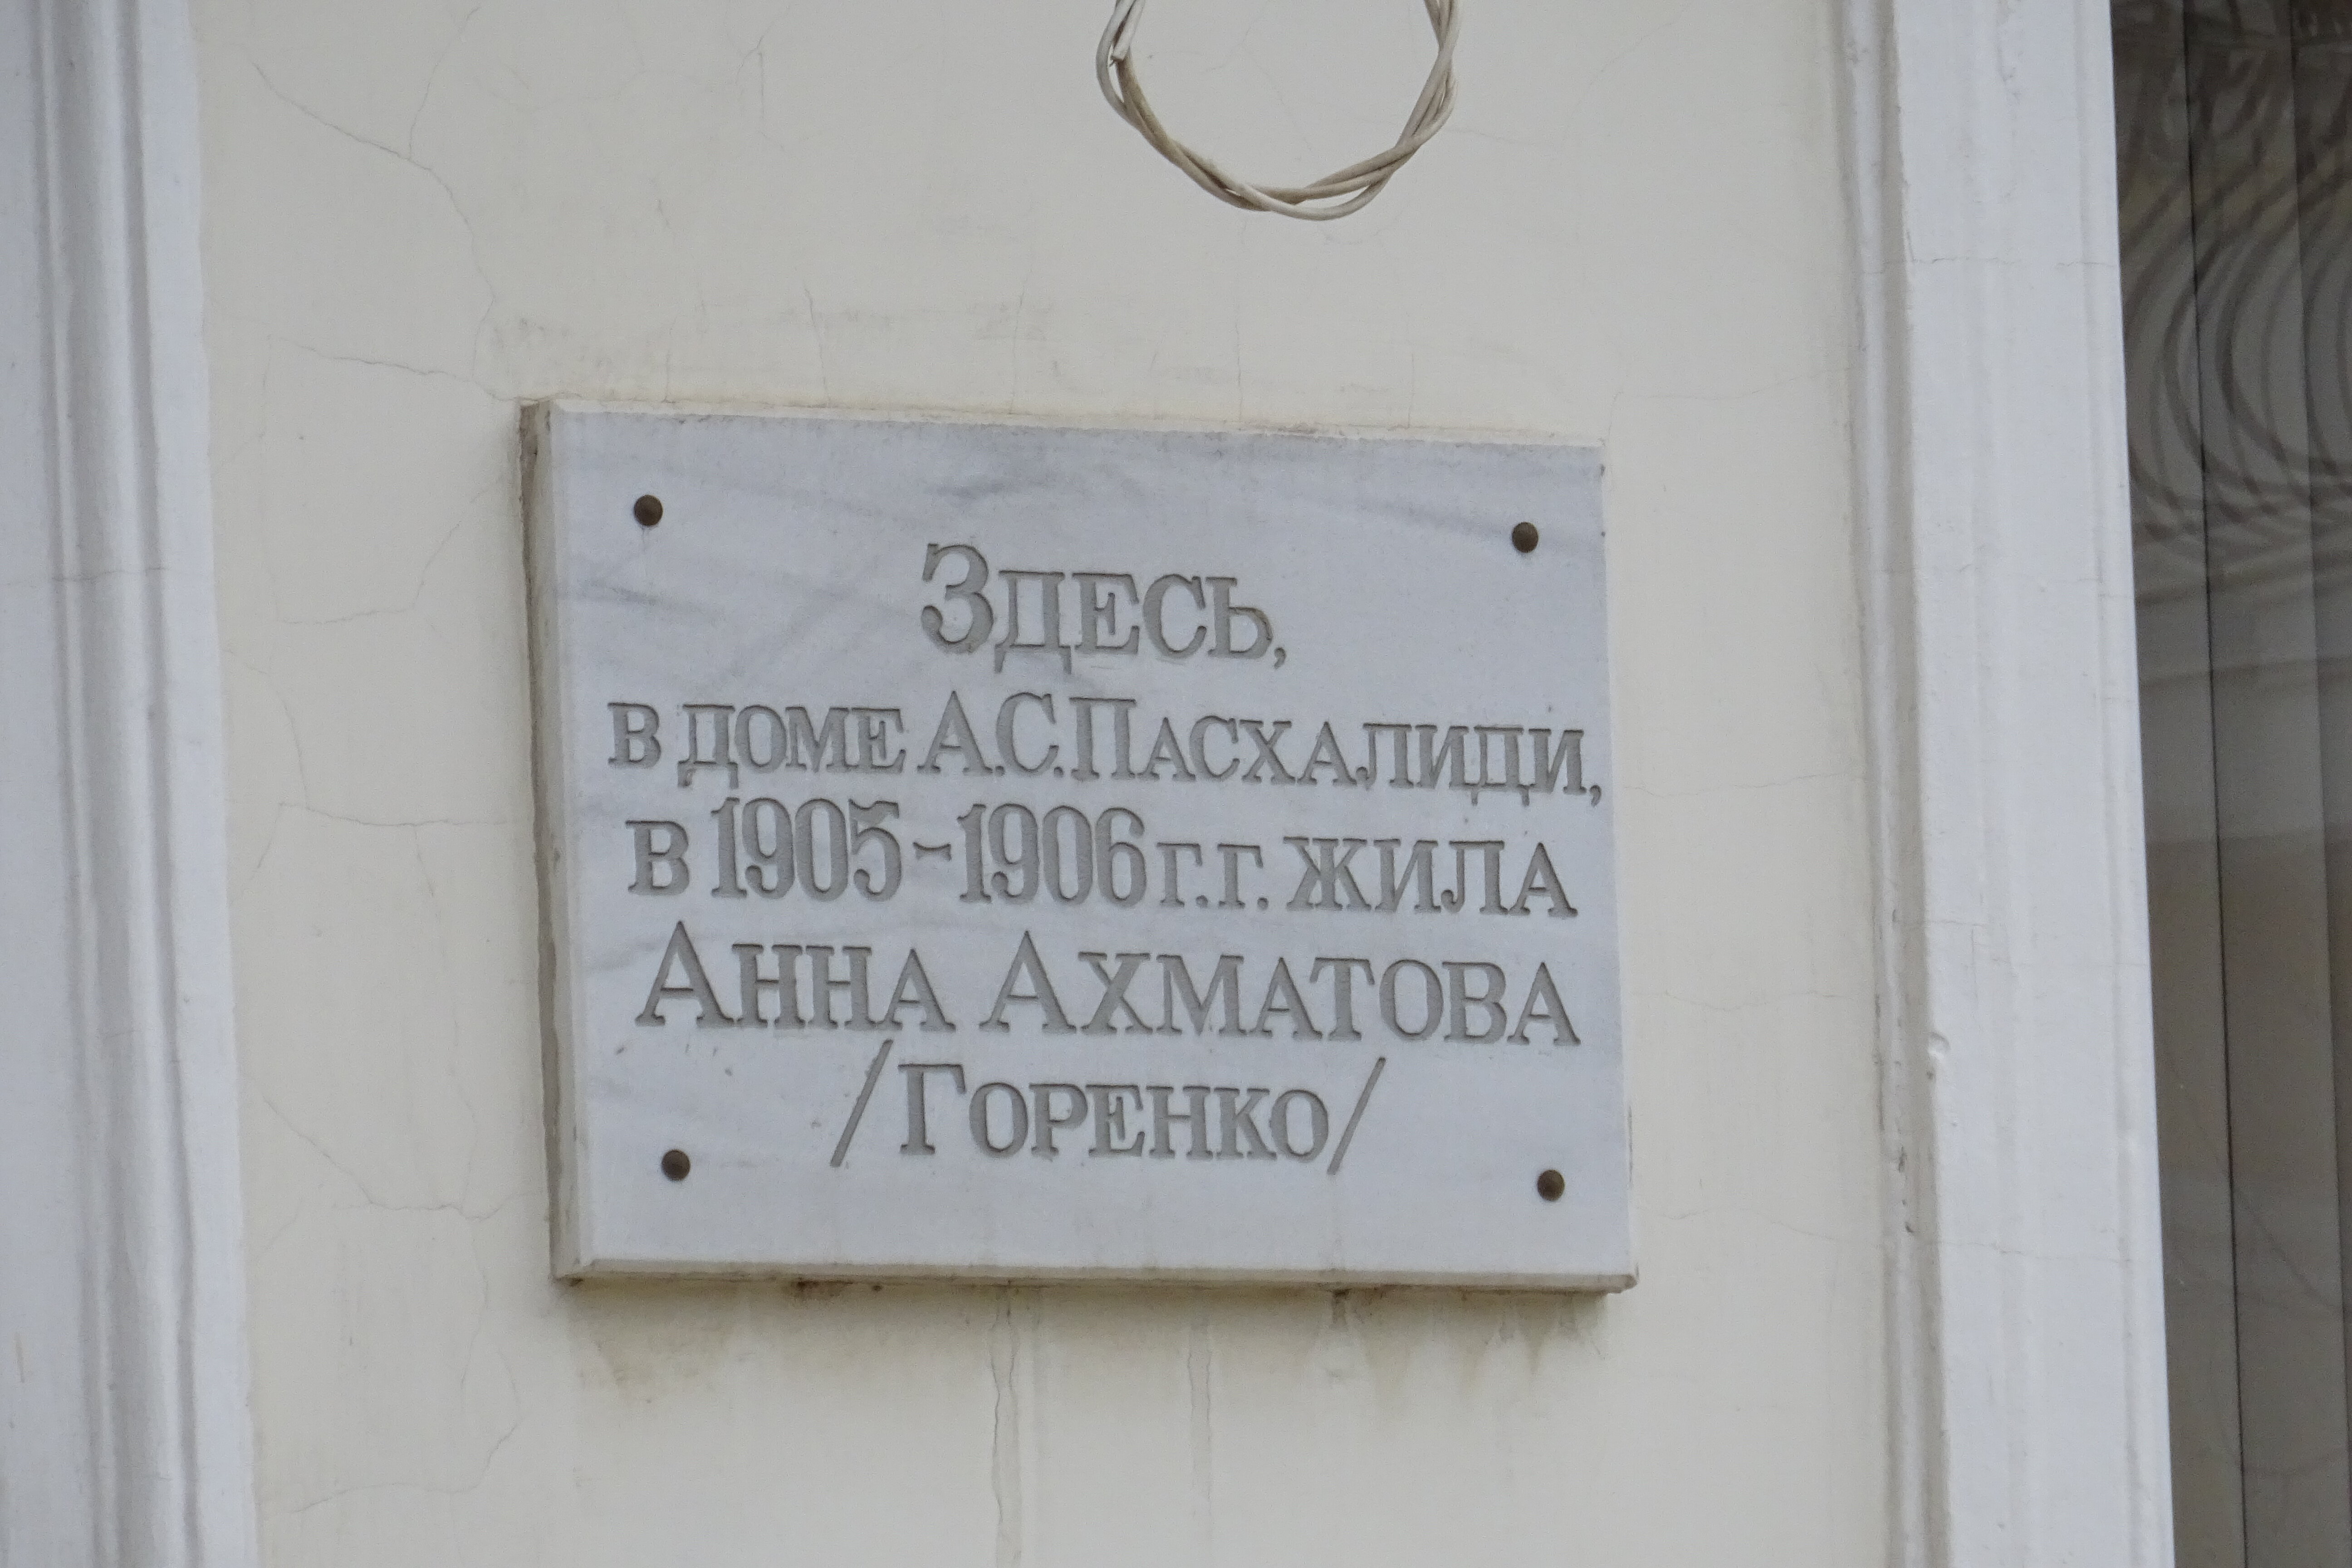 Здесь,
в доме А.С.Пасхалиди,
в 1905-1906 г.г. жила
Анна Ахматова
/Горенко/